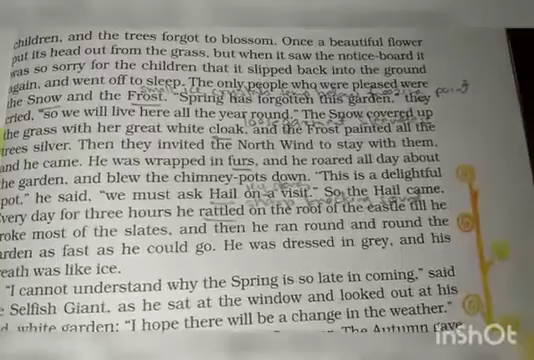 children, and the trees forgot to blossom. Once a beautiful flower
put its head out from the grass, but when it saw the notice-board it
was so sorry for the children that it slipped back into the ground
again, and went off to sleep. The only people who were pleased were
the Snow and the Frost. "Spring has forgotten this garden," they
cried, "so we will live here all the year round." The Snow covered up
the grass with her great white cloak, and the Frost painted all the
trees silver. Then they invited the North Wind to stay with them,
and he came. He was wrapped in furs, and he roared all day about
he garden, and blew the chimney-pots down. "This is a delightful
pot," he said, "we must ask Hail on a visit." So the Hail came.
very day for three hours he rattled on the roof of the castle till he
roke most of the slates, and then he ran round and round the
arden as fast as he could go. He was dressed in grey, and his
eath was like ice.
"I cannot understand why the Spring is so late in coming," said
e Selfish Giant, as he sat at the window and looked out at his
d white garden; "I hope there will be a change in the weather."
The Autumn gave
INSHOT